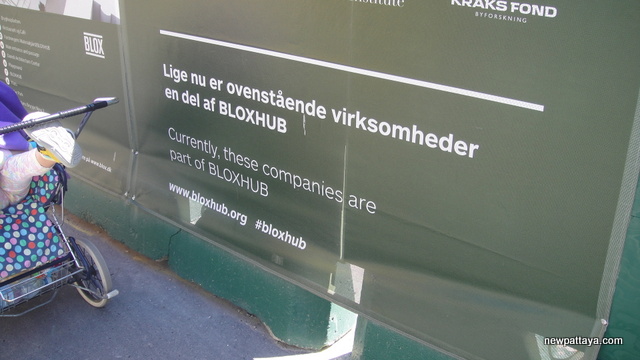 KRAKS FOND
BYFORSKNING
BLOX
Lige nu er ovenstående virksomheder
en del af BLOXHUB
Currently, these companies are
part of BLOXHUB
www.bloxhub.org #bloxhub
newpattaya.com